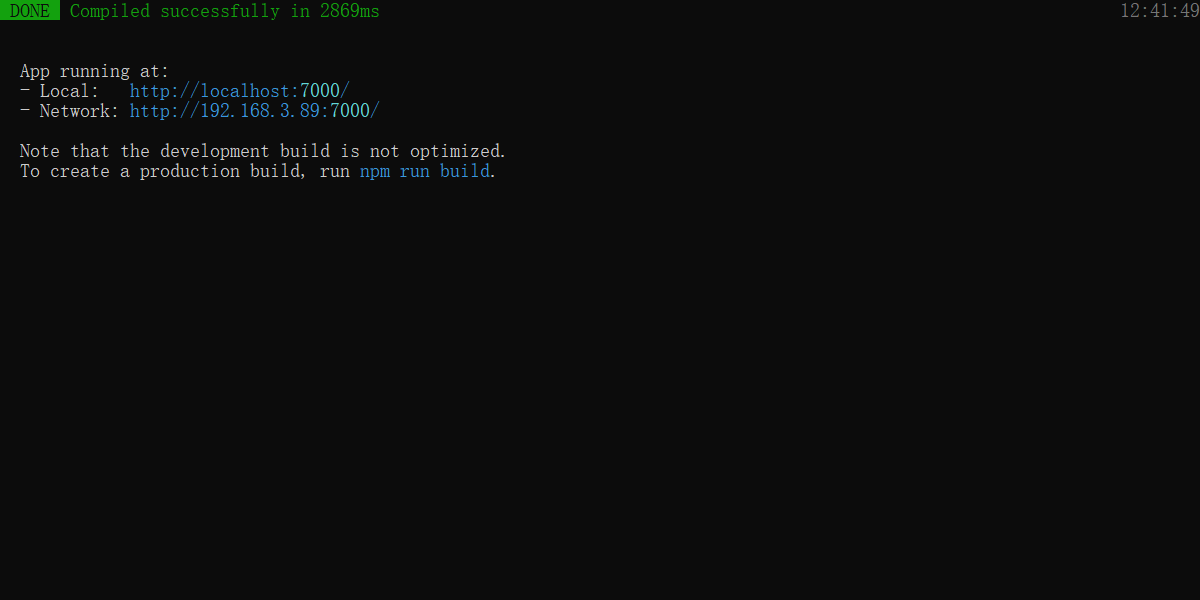 DONE Compiled successfully in 2869ms 12:41:49
App running at:
- Local: http://localhost:7000/
- Network: http://192.168.3.89:7000/
Note that the development build is not optimized.
To create a production build, run npm run build.